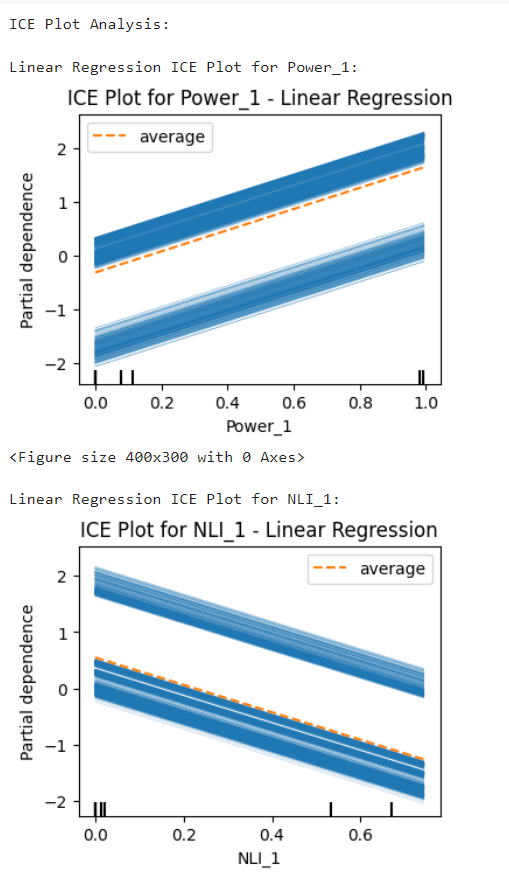 ICE Plot Analysis:
Linear Regression ICE Plot for Power_1:
ICE Plot for Power_1 - Linear Regression
average
Partial dependence
2
1
0
−1
−2
0.0 0.2 0.4 0.6 0.8 1.0
Power_1
<Figure size 400x300 with 0 Axes>
Linear Regression ICE Plot for NLI_1:
ICE Plot for NLI_1 - Linear Regression
average
Partial dependence
2
1
0
−1
−2
0.0 0.2 0.4 0.6
NLI_1